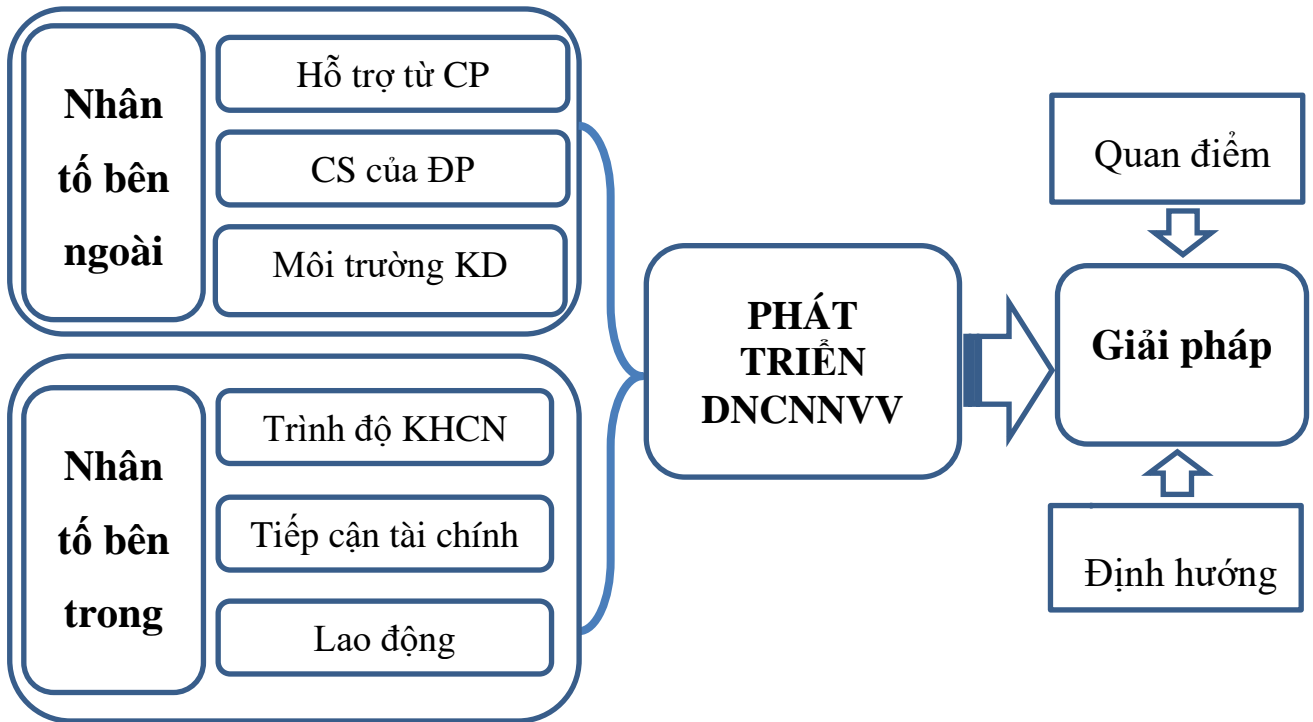 Nhân
tố bên
ngoài
Hỗ trợ từ CP
CS của ĐP
Môi trường KD
Nhân
tố bên
trong
Trình độ KHCN
Tiếp cận tài chính
Lao động
PHÁT
TRIỂN
DNCNNVV
Quan điểm
Giải pháp
Định hướng